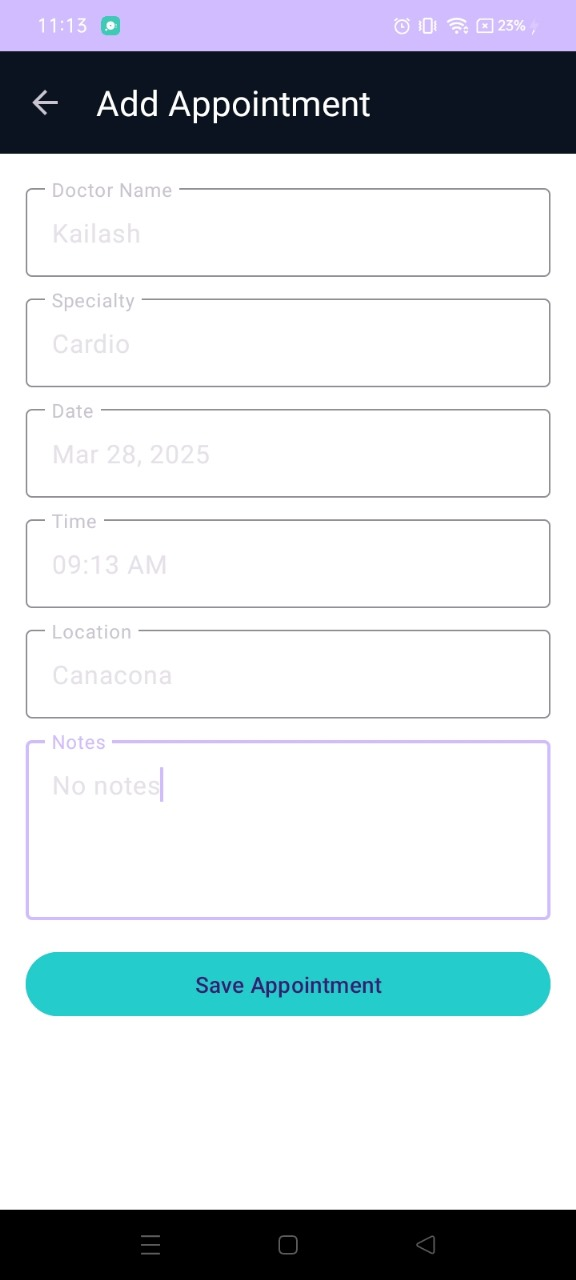 11:13
23%
Add Appointment
Doctor Name
Kailash
Specialty
Cardio
Date
Mar 28, 2025
Time
09:13 AM
Location
Canacona
Notes
No notes
Save Appointment